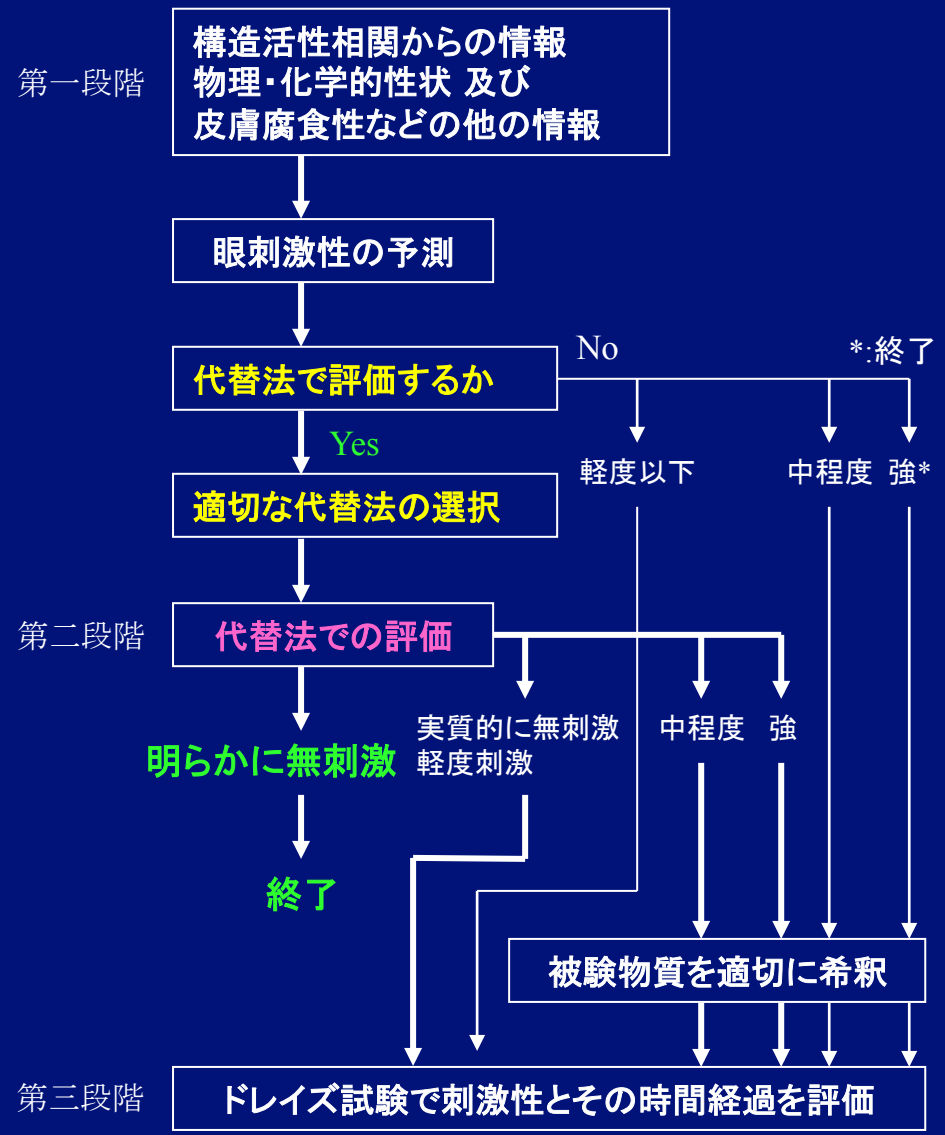 構造活性相関からの情報
第一段階
物理・化学的性状 及び
皮膚腐食性などの他の情報
眼刺激性の予測
No
*:終了
代替法で評価するか
Yes
軽度以下
中程度 強*
適切な代替法の選択
第二段階
代替法での評価
実質的に無刺激
軽度刺激
中程度 強
明らかに無刺激
終了
被験物質を適切に希釈
第三段階
ドレイズ試験で刺激性とその時間経過を評価